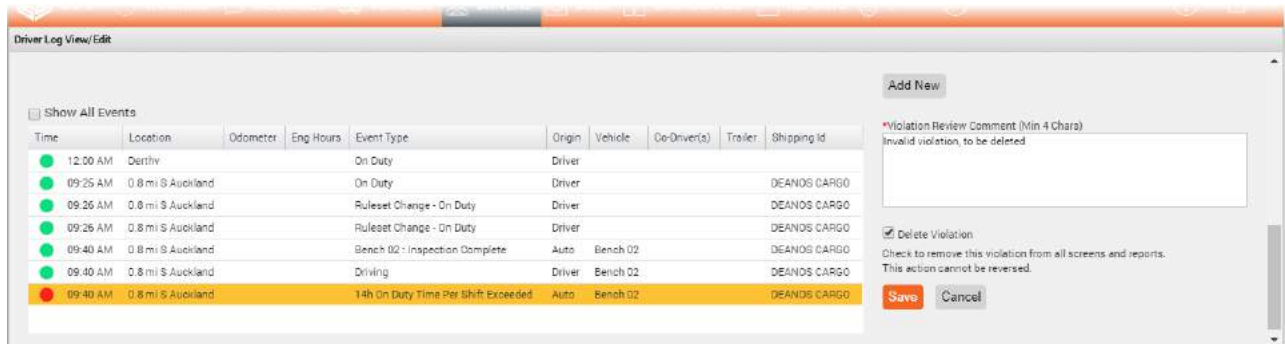 Driver Log View/Edit
Add New
Show All Events
Time Location Odometer Eng Hours Event Type Origin Vehicle Co-Driver(s) Trailer Shipping Id
12:00 AM Derthy On Duty Driver
09:25 AM 0.8 mi S Auckland On Duty Driver DEANOS CARGO
09:26 AM 0.8 mi S Auckland Ruleset Change - On Duty Driver DEANOS CARGO
09:26 AM 0.8 mi S Auckland Ruleset Change - On Duty Driver DEANOS CARGO
09:40 AM 0.8 mi S Auckland Bench 02 : Inspection Complete Auto Bench 02 DEANOS CARGO
09:40 AM 0.8 mi S Auckland Driving Driver Bench 02 DEANOS CARGO
09:40 AM 0.8 mi S Auckland 14h On Duty Time Per Shift Exceeded Auto Bench 02 DEANOS CARGO
*Violation Review Comment (Min 4 Chars)
Invalid violation, to be deleted
Delete Violation
Check to remove this violation from all screens and reports.
This action cannot be reversed.
Save Cancel